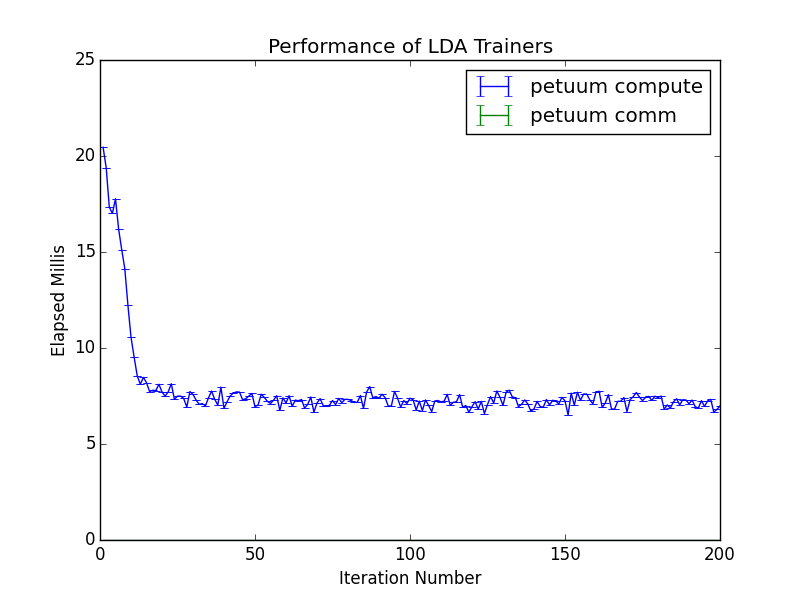 Performance of LDA Trainers
petuum compute
petuum comm
25
20
15
10
5
0
Elapsed Millis
0 50 100 150 200
Iteration Number